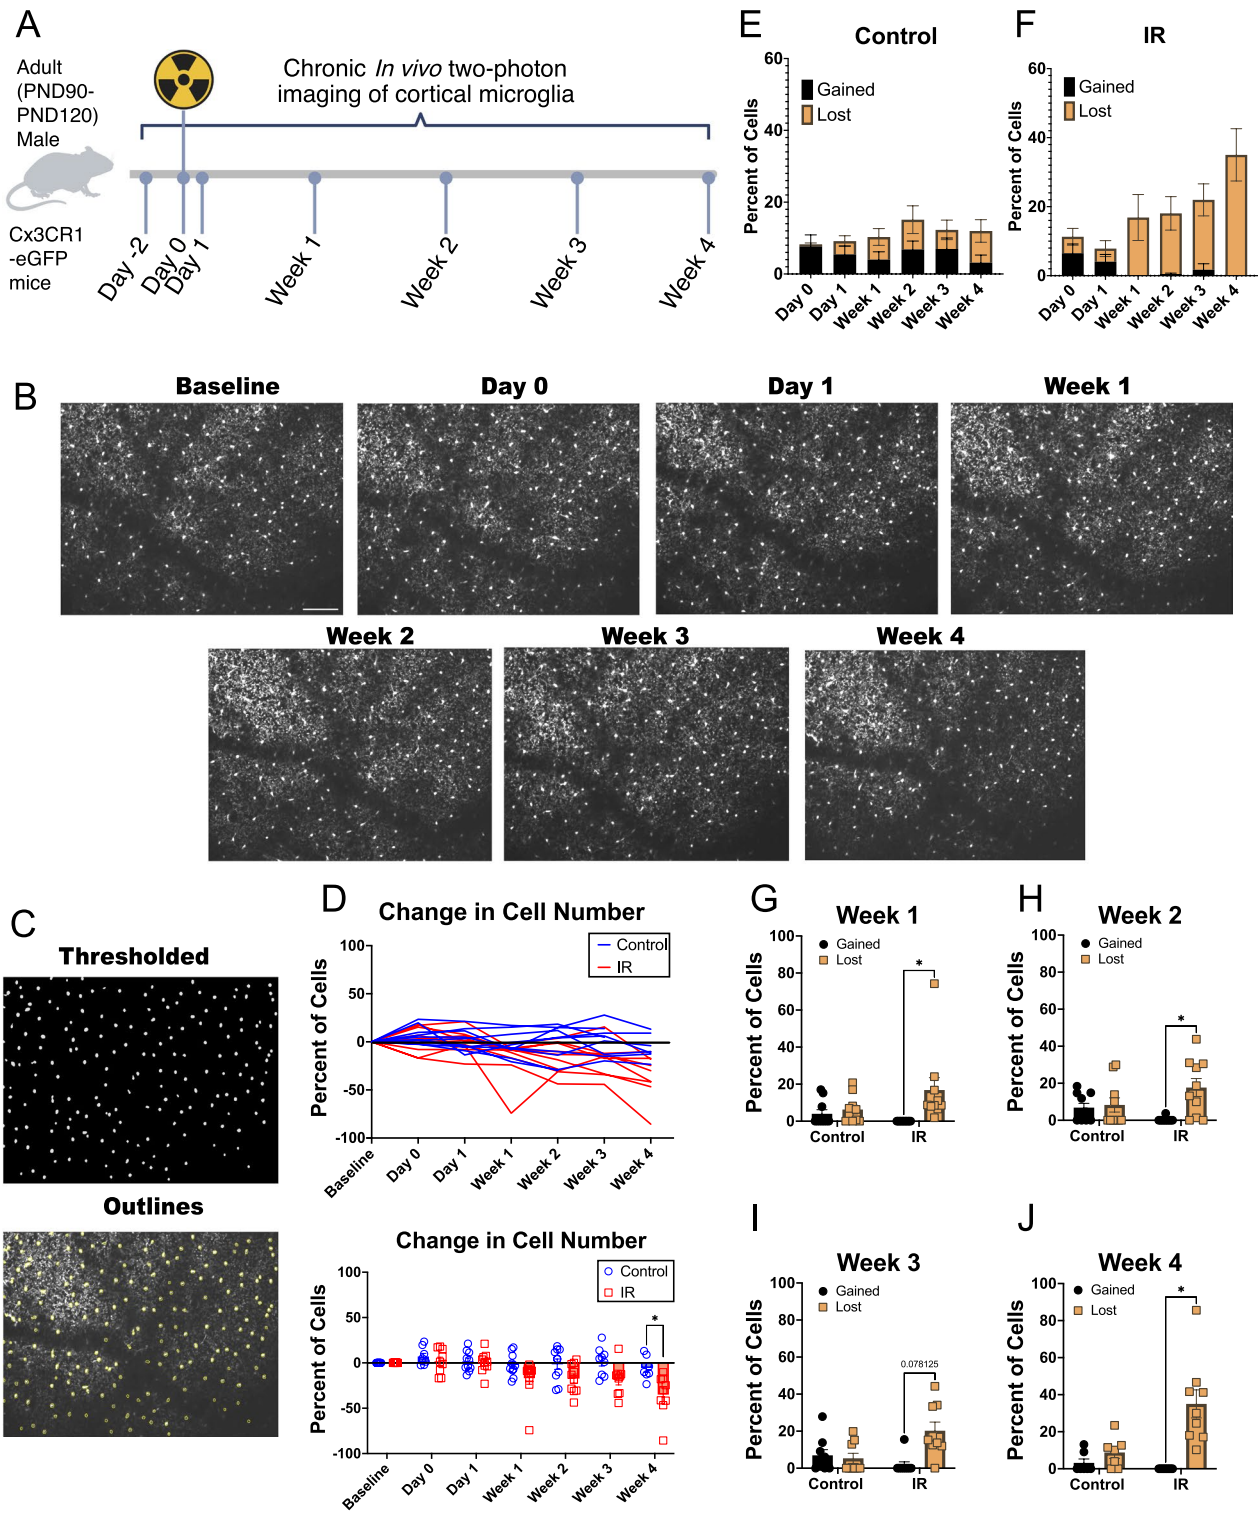 A
Adult
(PND90-
PND120)
Male
Cx3CR1
-eGFP
mice
Chronic In vivo two-photon
imaging of cortical microglia
Day -2
Day 0
Day 1
Week 1
Week 2
Week 3
Week 4
E
Control
Percent of Cells
60
40
20
0
Gained
Lost
Day 0
Day 1
Week 1
Week 2
Week 3
Week 4
F
IR
Percent of Cells
60
40
20
0
Gained
Lost
Day 0
Day 1
Week 1
Week 2
Week 3
Week 4
B
Baseline
Day 0
Day 1
Week 1
Week 2
Week 3
Week 4
C
Thresholded
Outlines
D
Change in Cell Number
Percent of Cells
100
50
0
-50
-100
Control
IR
Baseline
Day 0
Day 1
Week 1
Week 2
Week 3
Week 4
Change in Cell Number
Percent of Cells
100
50
0
-50
-100
Control
IR
*
Baseline
Day 0
Day 1
Week 1
Week 2
Week 3
Week 4
G
Week 1
Percent of Cells
100
80
60
40
20
0
Gained
Lost
*
Control
IR
H
Week 2
Percent of Cells
100
80
60
40
20
0
Gained
Lost
*
Control
IR
I
Week 3
Percent of Cells
100
80
60
40
20
0
Gained
Lost
0.078125
Control
IR
J
Week 4
Percent of Cells
100
80
60
40
20
0
Gained
Lost
*
Control
IR